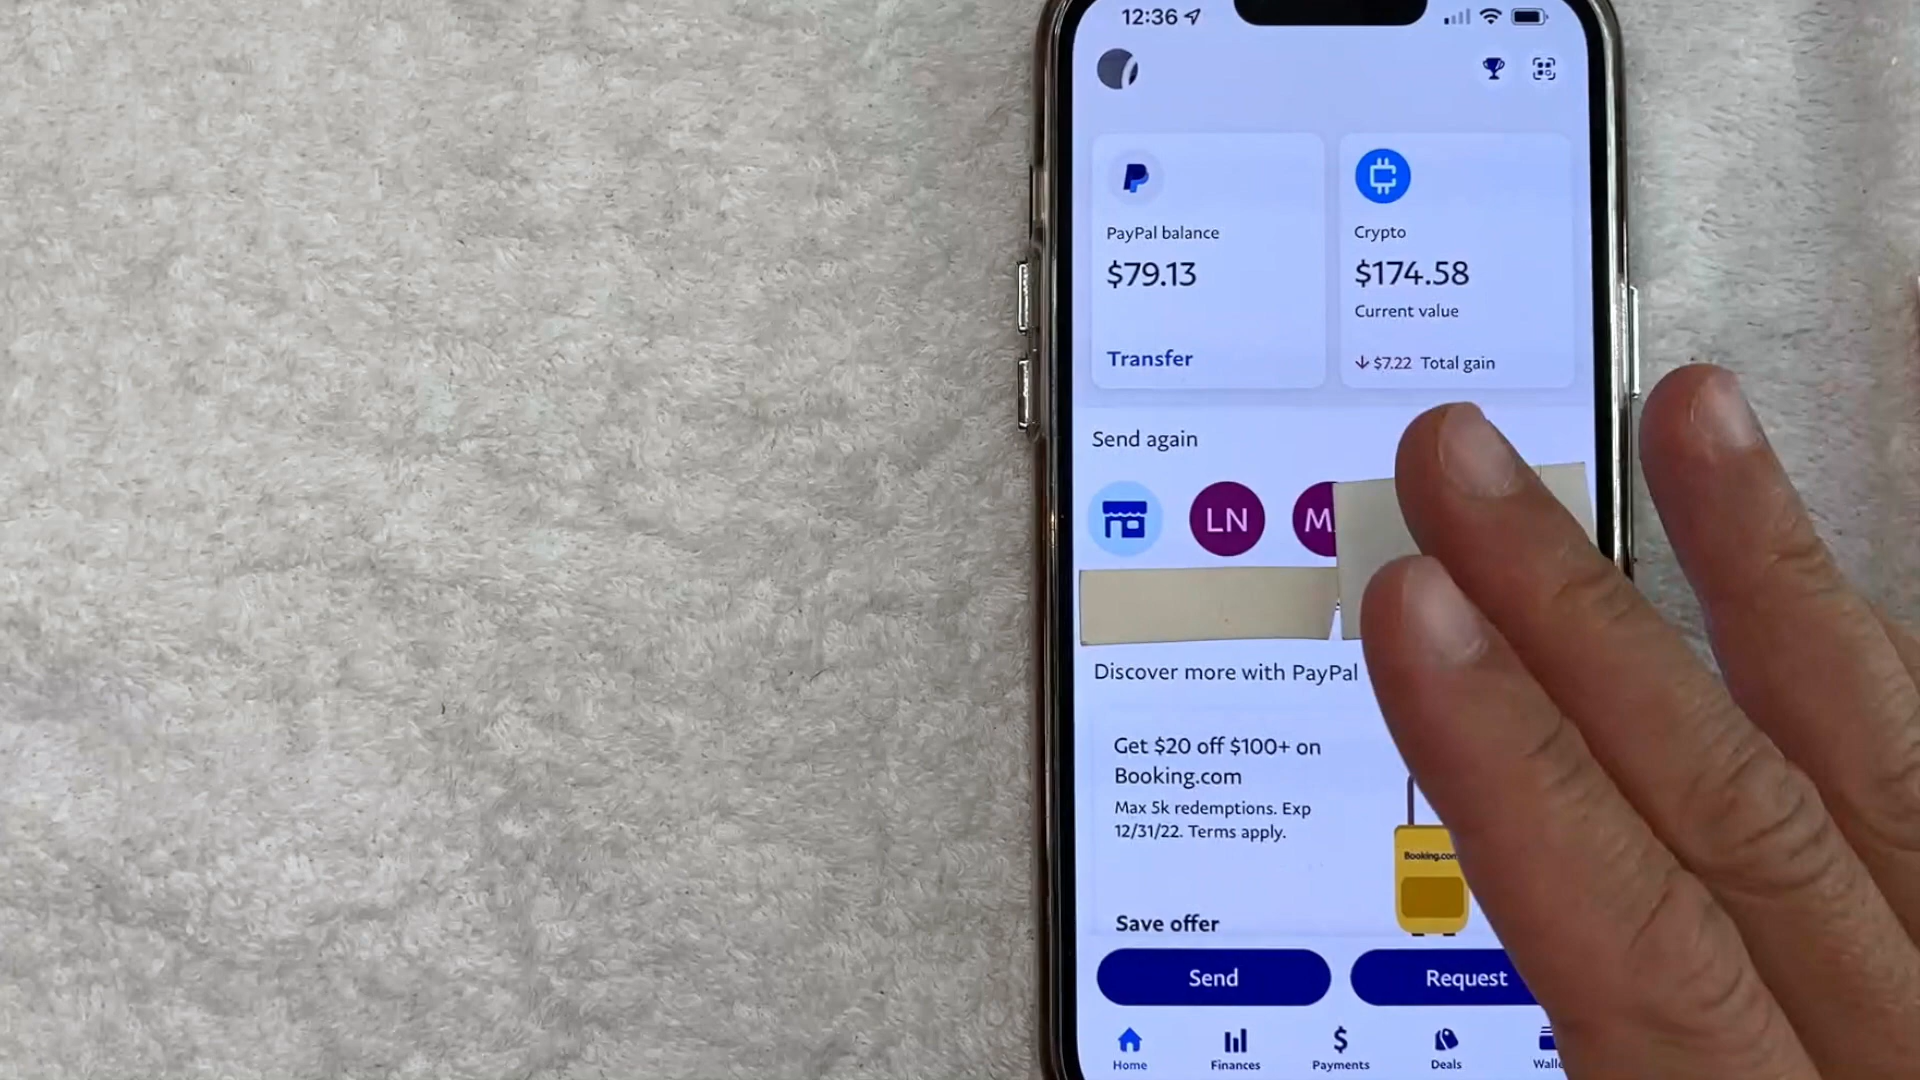 12:36
PayPal balance
$79.13
Transfer
Crypto
$174.58
Current value
$7.22 Total gain
Send again
LN
Discover more with PayPal
Get $20 off $100+ on
Booking.com
Max 5k redemptions. Exp
12/31/22. Terms apply.
Save offer
Booking.com
Send
Request
Home
Finances
Payments
Deals